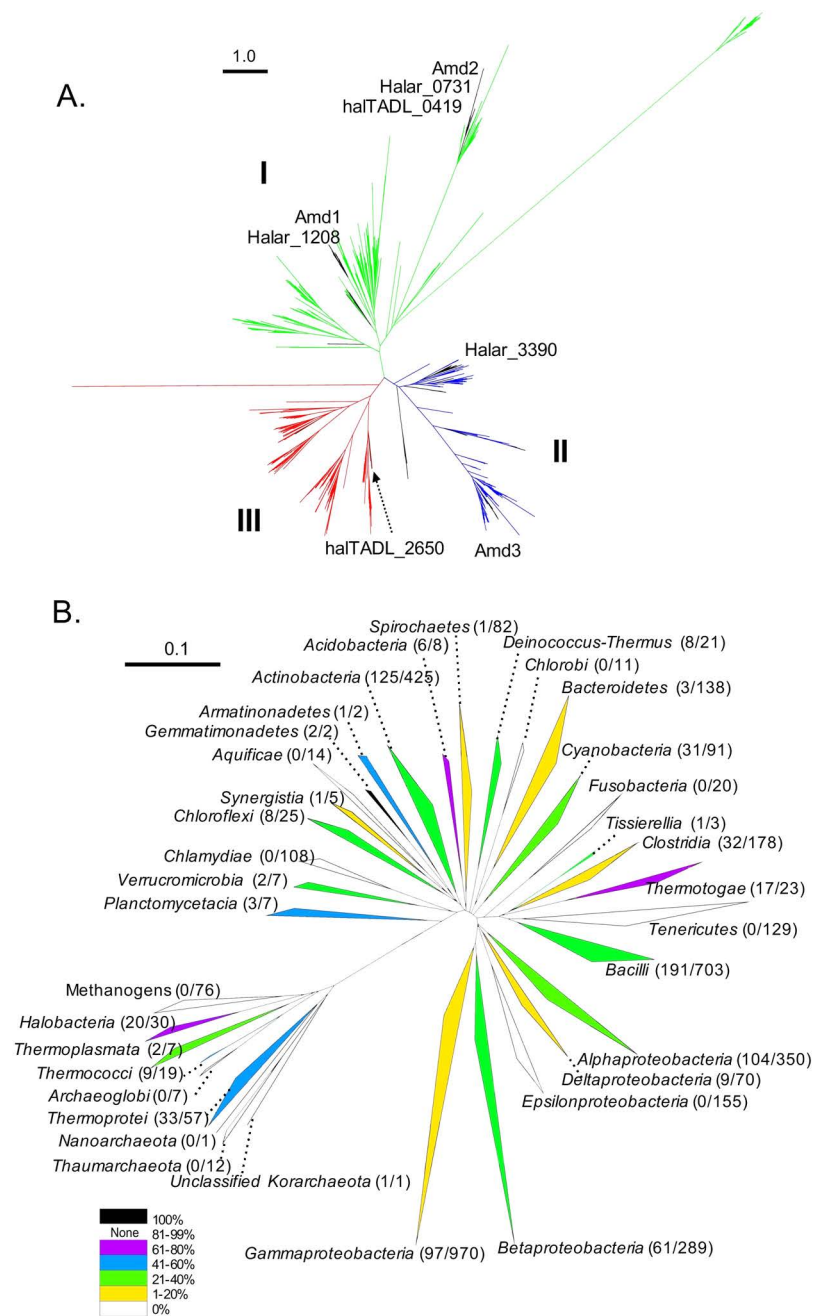 A.
1.0
Amd2
Halar_0731
halTADL_0419
I
Amd1
Halar_1208
Halar_3390
II
III
halTADL_2650
Amd3
B.
0.1
Spirochaetes (1/82)
Acidobacteria (6/8)
Deinococcus-Thermus (8/21)
Chlorobi (0/11)
Actinobacteria (125/425)
Bacteroidetes (3/138)
Armatinonadetes (1/2)
Gemmatimonadetes (2/2)
Aquificae (0/14)
Cyanobacteria (31/91)
Fusobacteria (0/20)
Synergistia (1/5)
Chloroflexi (8/25)
Tissierellia (1/3)
Clostridia (32/178)
Chlamydiae (0/108)
Verrucromicrobia (2/7)
Thermotogae (17/23)
Planctomycetacia (3/7)
Tenericutes (0/129)
Bacilli (191/703)
Methanogens (0/76)
Halobacteria (20/30)
Thermoplasmata (2/7)
Thermococci (9/19)
Archaeoglobi (0/7)
Thermoprotei (33/57)
Nanoarchaeota (0/1)
Thaumarchaeota (0/12)
Unclassified Korarchaeota (1/1)
Alphaproteobacteria (104/350)
Deltaproteobacteria (9/70)
Epsilonproteobacteria (0/155)
Gammaproteobacteria (97/970)
Betaproteobacteria (61/289)
100%
None 81-99%
61-80%
41-60%
21-40%
1-20%
0%